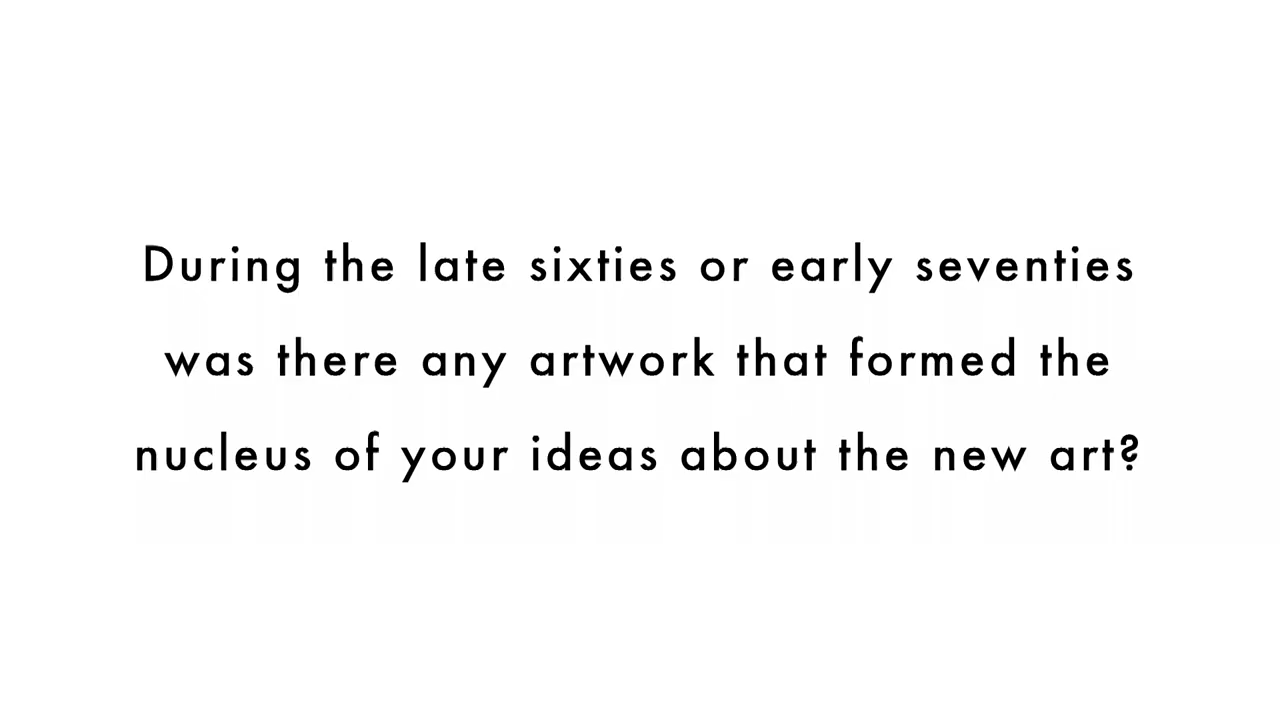 During the late sixties or early seventies
was there any artwork that formed the
nucleus of your ideas about the new art?